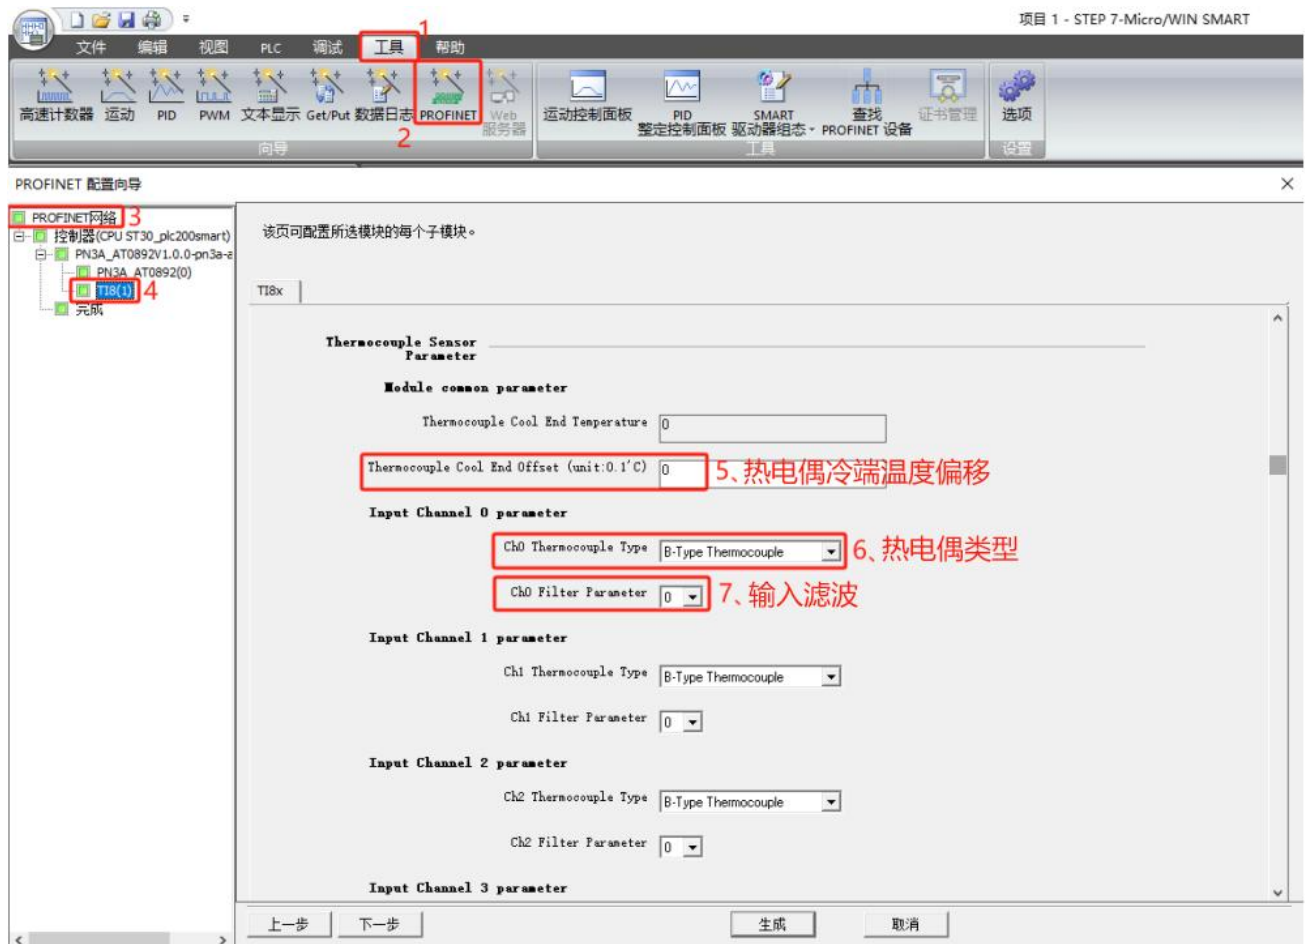 项目 1 - STEP 7-Micro/WIN SMART
1
文件 编辑 视图 PLC 调试 工具 帮助
高速计数器 运动 PID PWM 文本显示 Get/Put 数据日志 PROFINET Web 服务器 运动控制面板 PID 整定控制面板 SMART 驱动器组态 查找 PROFINET 设备 证书管理 选项
2
向导 工具 设置
PROFINET 配置向导
PROFINET网络 3
控制器(CPU ST30_plc200smart)
PN3A_AT0892V1.0.0-pn3a-a
PN3A_AT0892(0)
TI8(1) 4
完成
该页可配置所选模块的每个子模块。
TI8x
Thermocouple Sensor
Parameter
Module common parameter
Thermocouple Cool End Temperature 0
Thermocouple Cool End Offset (unit:0.1'C) 0 5、热电偶冷端温度偏移
Input Channel 0 parameter
Ch0 Thermocouple Type B-Type Thermocouple 6、热电偶类型
Ch0 Filter Parameter 0 7、输入滤波
Input Channel 1 parameter
Ch1 Thermocouple Type B-Type Thermocouple
Ch1 Filter Parameter 0
Input Channel 2 parameter
Ch2 Thermocouple Type B-Type Thermocouple
Ch2 Filter Parameter 0
Input Channel 3 parameter
上一步 下一步 生成 取消